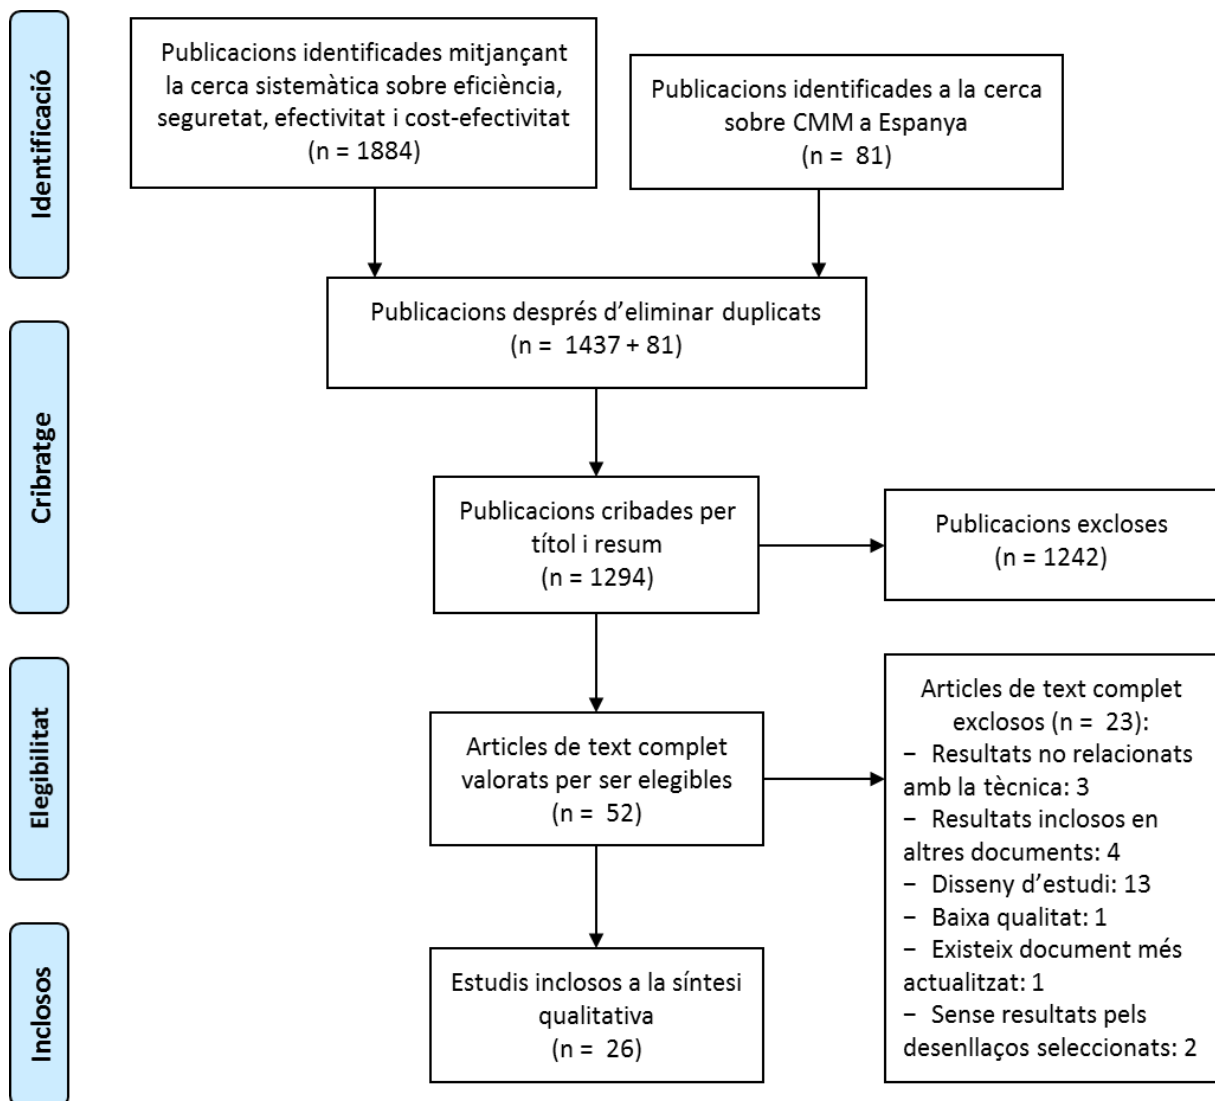 Identificació
Publicacions identificades mitjançant
la cerca sistemàtica sobre eficiència,
seguretat, efectivitat i cost-efectivitat
(n = 1884)
Publicacions identificades a la cerca
sobre CMM a Espanya
(n = 81)
Cribratge
Publicacions després d’eliminar duplicats
(n = 1437 + 81)
Publicacions cribades per
títol i resum
(n = 1294)
Publicacions excloses
(n = 1242)
Elegibilitat
Articles de text complet
valorats per ser elegibles
(n = 52)
Articles de text complet
exclosos (n = 23):
− Resultats no relacionats
amb la tècnica: 3
− Resultats inclosos en
altres documents: 4
− Disseny d’estudi: 13
− Baixa qualitat: 1
− Existeix document més
actualitzat: 1
− Sense resultats pels
desenllaços seleccionats: 2
Inclosos
Estudis inclosos a la síntesi
qualitativa
(n = 26)